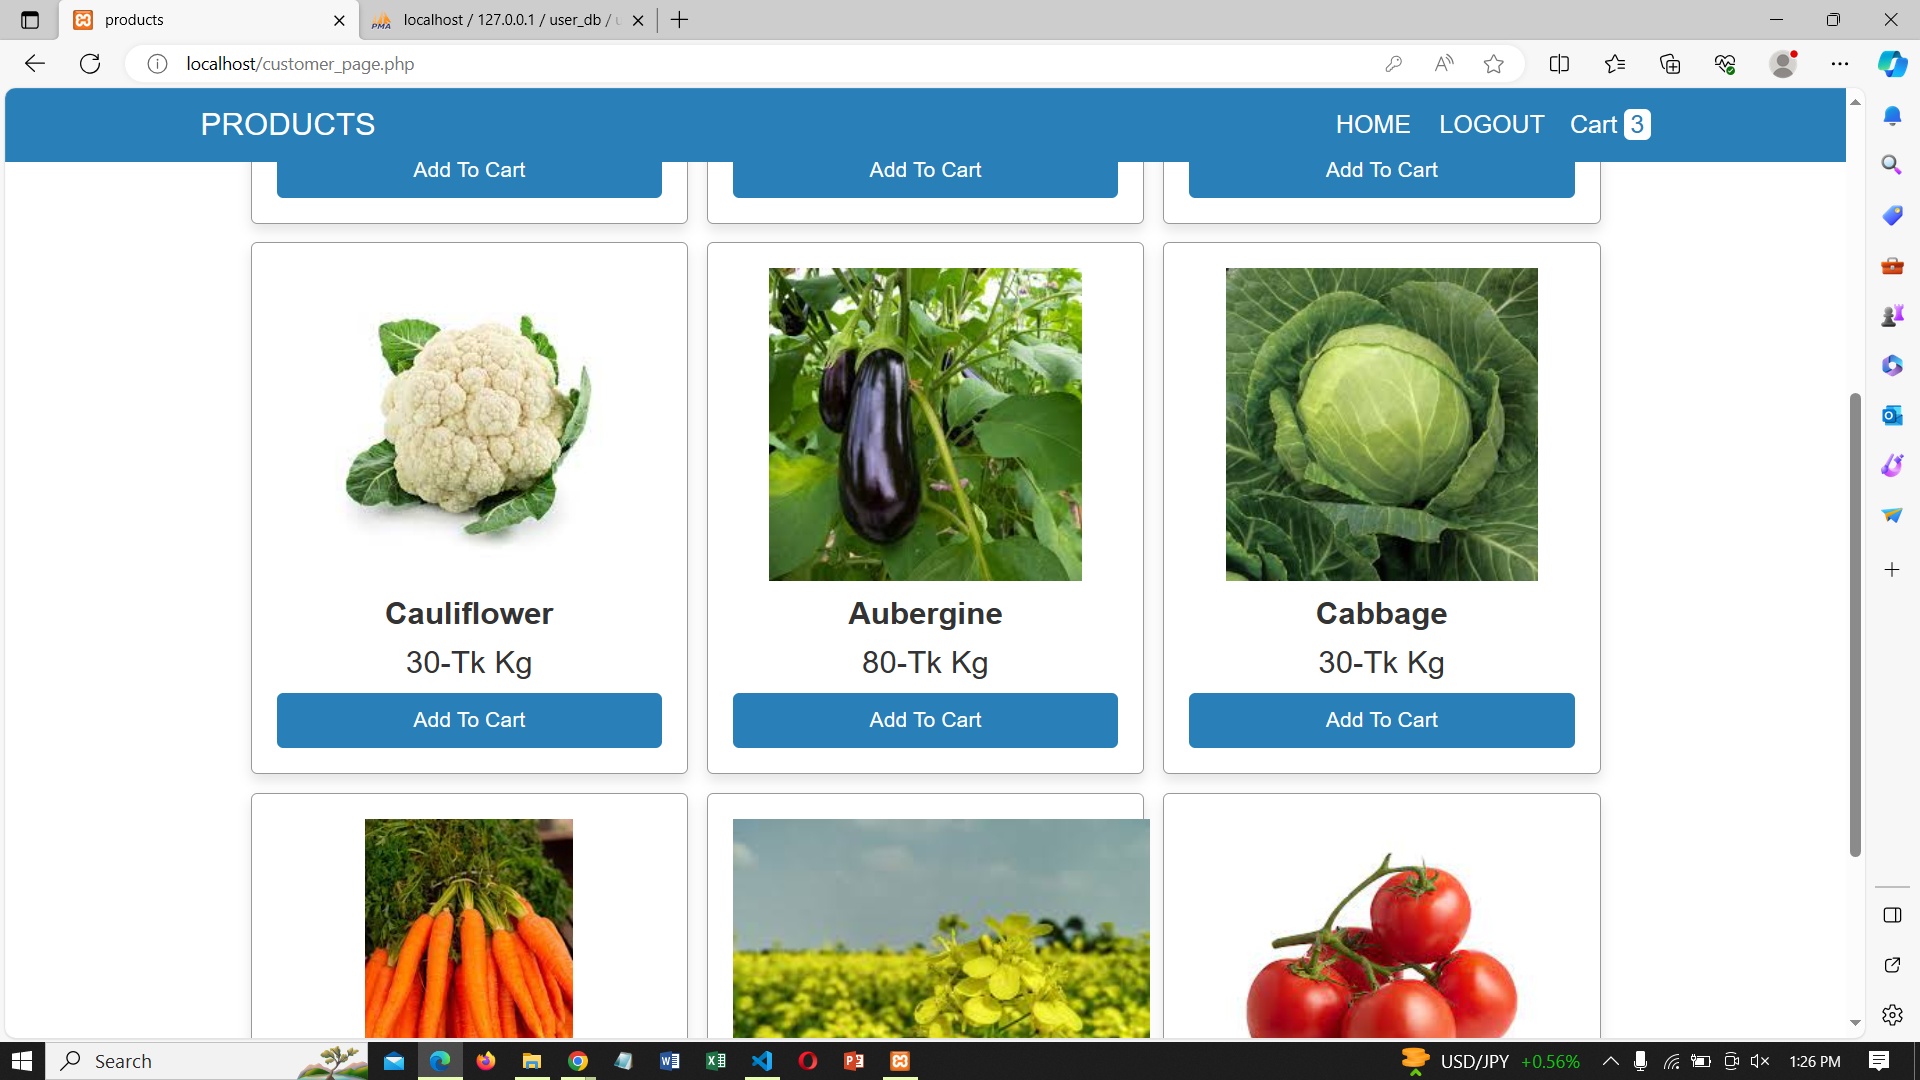 products
localhost / 127.0.0.1 / user_db /
localhost/customer_page.php
PRODUCTS
HOME
LOGOUT
Cart 3
Add To Cart
Add To Cart
Add To Cart
Cauliflower
30-Tk Kg
Add To Cart
Aubergine
80-Tk Kg
Add To Cart
Cabbage
30-Tk Kg
Add To Cart
Search
USD/JPY +0.56%
1:26 PM